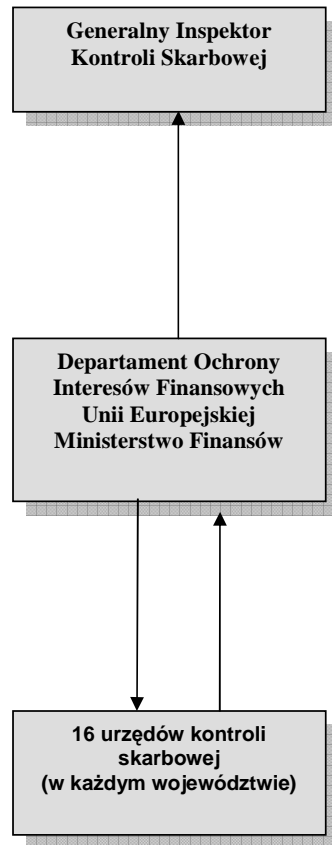 Generalny Inspektor
Kontroli Skarbowej
Departament Ochrony
Interesów Finansowych
Unii Europejskiej
Ministerstwo Finansów
16 urzędów kontroli
skarbowej
(w każdym województwie)